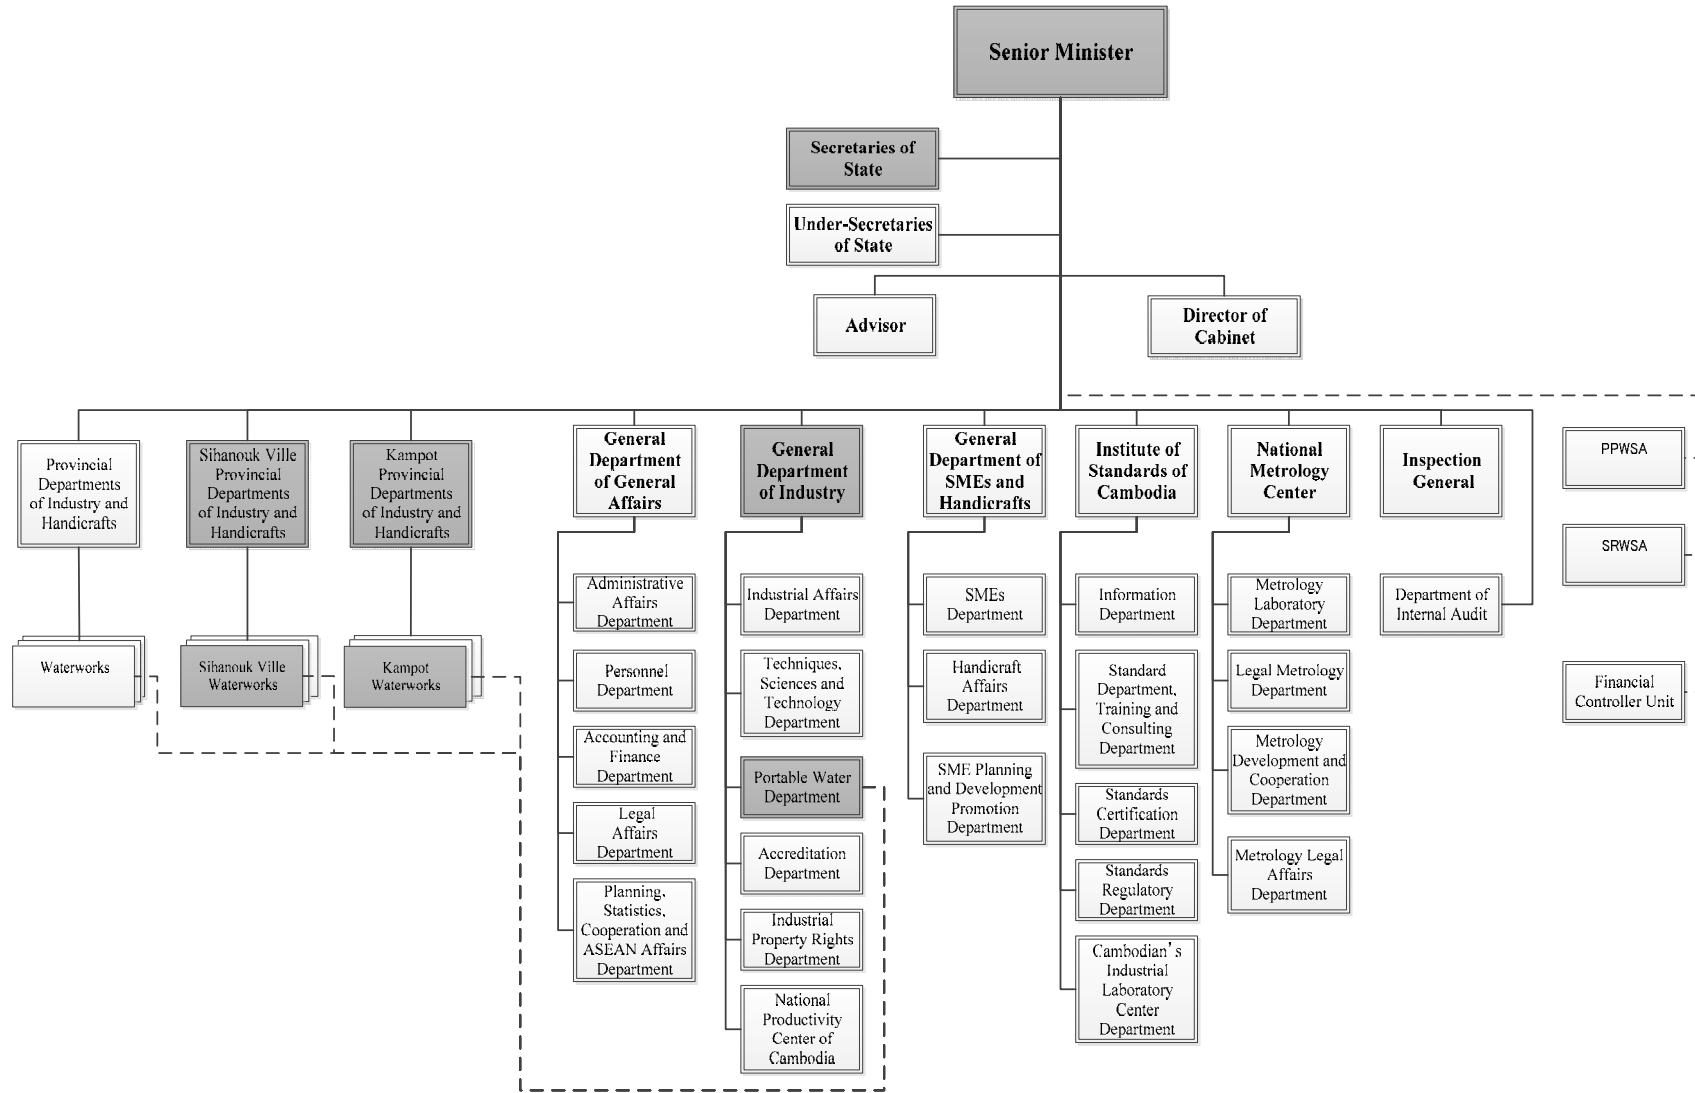 Senior Minister
Secretaries of
State
Under-Secretaries
of State
Advisor
Director of
Cabinet
Provincial
Departments
of Industry and
Handicrafts
Sihanouk Ville
Provincial
Departments
of Industry and
Handicrafts
Kampot
Provincial
Departments
of Industry and
Handicrafts
General
Department
of General
Affairs
General
Department
of Industry
General
Department of
SMEs and
Handicrafts
Institute of
Standards of
Cambodia
National
Metrology
Center
Inspection
General
PPWSA
SRWSA
Financial
Controller Unit
Waterworks
Sihanouk Ville
Waterworks
Kampot
Waterworks
Administrative
Affairs
Department
Personnel
Department
Accounting and
Finance
Department
Legal
Affairs
Department
Planning,
Statistics,
Cooperation and
ASEAN Affairs
Department
Industrial Affairs
Department
Techniques,
Sciences and
Technology
Department
Portable Water
Department
Accreditation
Department
Industrial
Property Rights
Department
National
Productivity
Center of
Cambodia
SMEs
Department
Handicraft
Affairs
Department
SME Planning
and Development
Promotion
Department
Information
Department
Standard
Department,
Training and
Consulting
Department
Standards
Certification
Department
Standards
Regulatory
Department
Cambodian’s
Industrial
Laboratory
Center
Department
Metrology
Laboratory
Department
Legal Metrology
Department
Metrology
Development and
Cooperation
Department
Metrology Legal
Affairs
Department
Department of
Internal Audit